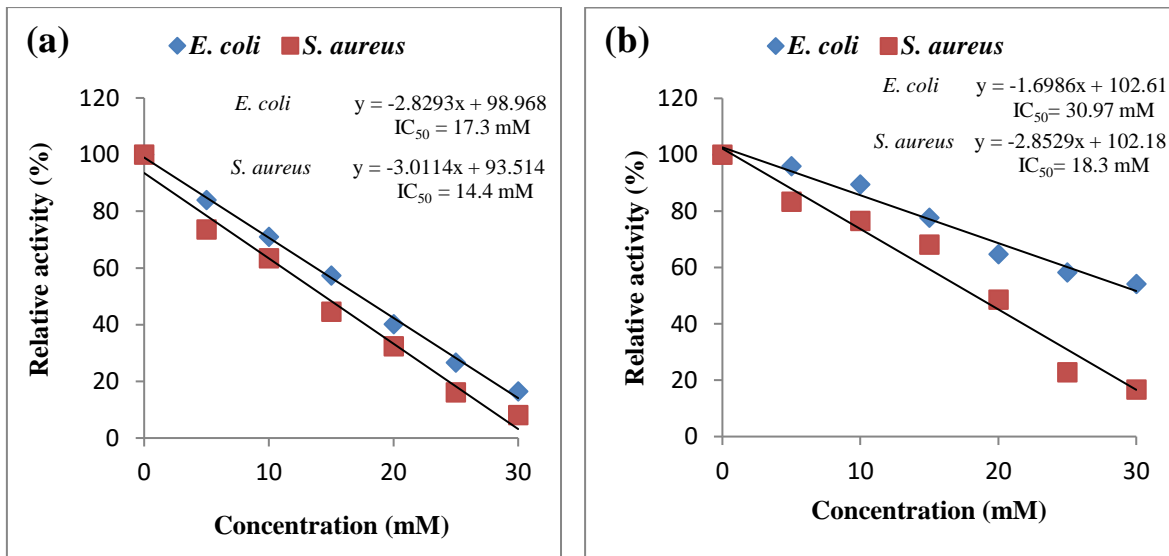 (a)
E. coli S. aureus
E. coli y = -2.8293x + 98.968
IC50 = 17.3 mM
S. aureus y = -3.0114x + 93.514
IC50 = 14.4 mM
Relative activity (%)
120
100
80
60
40
20
0
0 10 20 30
Concentration (mM)
(b)
E. coli S. aureus
E. coli y = -1.6986x + 102.61
IC50= 30.97 mM
S. aureus y = -2.8529x + 102.18
IC50= 18.3 mM
Relative activity (%)
120
100
80
60
40
20
0
0 10 20 30
Concentration (mM)